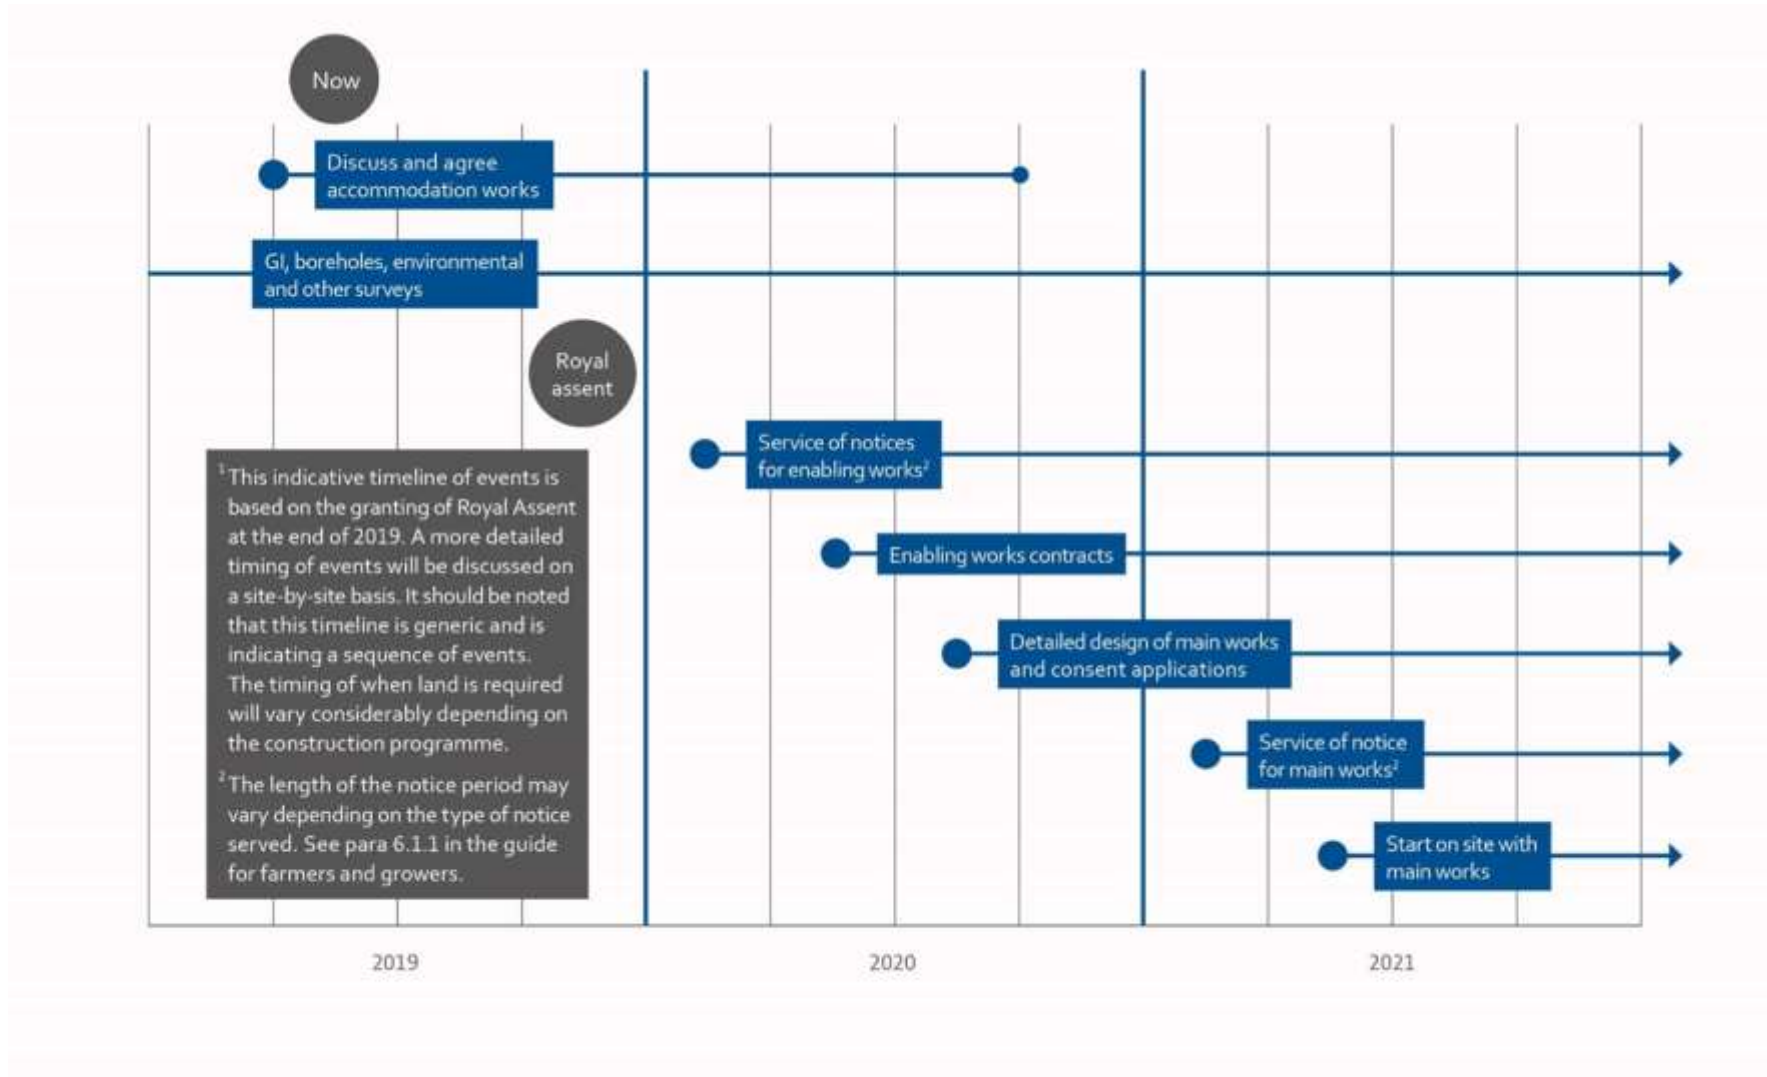 Now
Discuss and agree
accommodation works
GI, boreholes, environmental
and other surveys
Royal
assent
Service of notices
for enabling works²
Enabling works contracts
Detailed design of main works
and consent applications
Service of notice
for main works²
Start on site with
main works
¹ This indicative timeline of events is
based on the granting of Royal Assent
at the end of 2019. A more detailed
timing of events will be discussed on
a site-by-site basis. It should be noted
that this timeline is generic and is
indicating a sequence of events.
The timing of when land is required
will vary considerably depending on
the construction programme.
² The length of the notice period may
vary depending on the type of notice
served. See para 6.1.1 in the guide
for farmers and growers.
2019
2020
2021